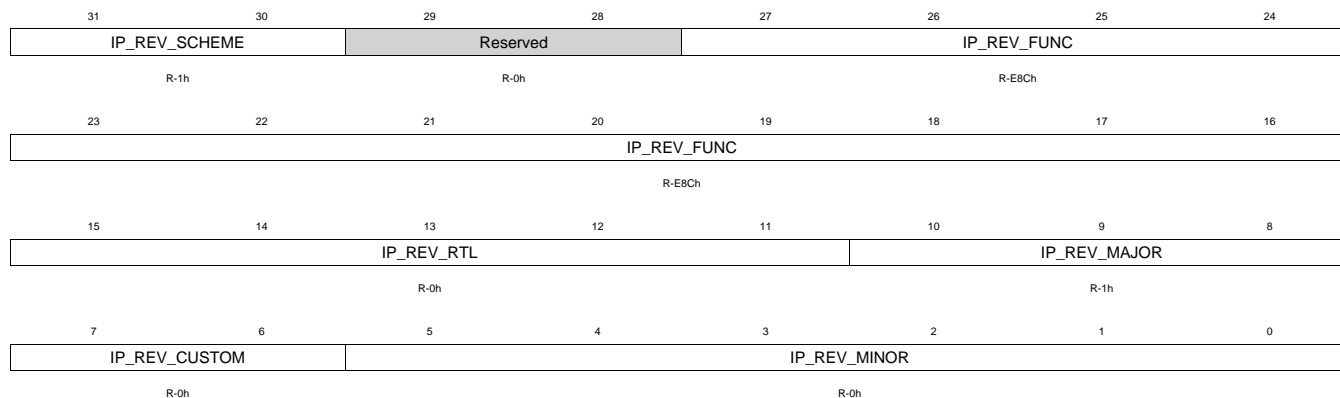 31 30 29 28 27 26 25 24
IP_REV_SCHEME Reserved IP_REV_FUNC
R-1h R-0h R-E8Ch
23 22 21 20 19 18 17 16
IP_REV_FUNC
R-E8Ch
15 14 13 12 11 10 9 8
IP_REV_RTL IP_REV_MAJOR
R-0h R-1h
7 6 5 4 3 2 1 0
IP_REV_CUSTOM IP_REV_MINOR
R-0h R-0h